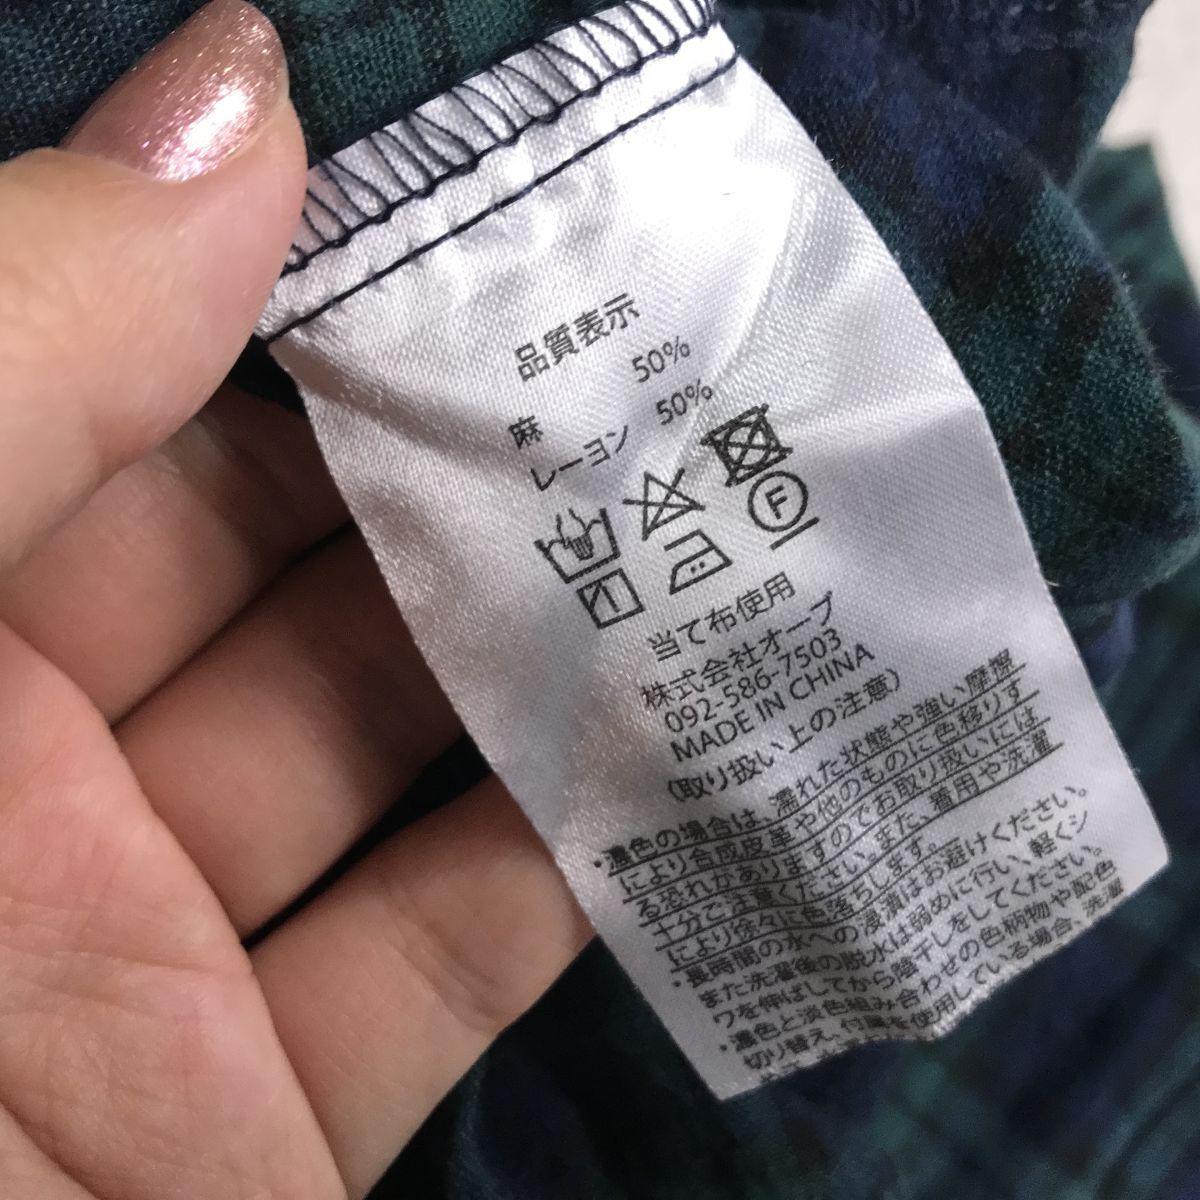 品質表示
麻 50%
レーヨン 50%
F
当て布使用
株式会社オーブ
092-586-7503
MADE IN CHINA
(取り扱い上の注意)
・濃色の場合は、濡れた状態や強い摩擦
により合成皮革や他のものに色移りす
る恐れがありますのでお取り扱いには
十分ご注意ください。また、着用や洗濯
により徐々に色落ちします。
・長時間の水への浸漬はお避けください。
また洗濯後の脱水は弱めに行い、軽くシ
ワを伸ばしてから陰干しをしてください。
・濃色と淡色組み合わせの色柄物や配色
切り替え、付属を使用している場合、洗濯